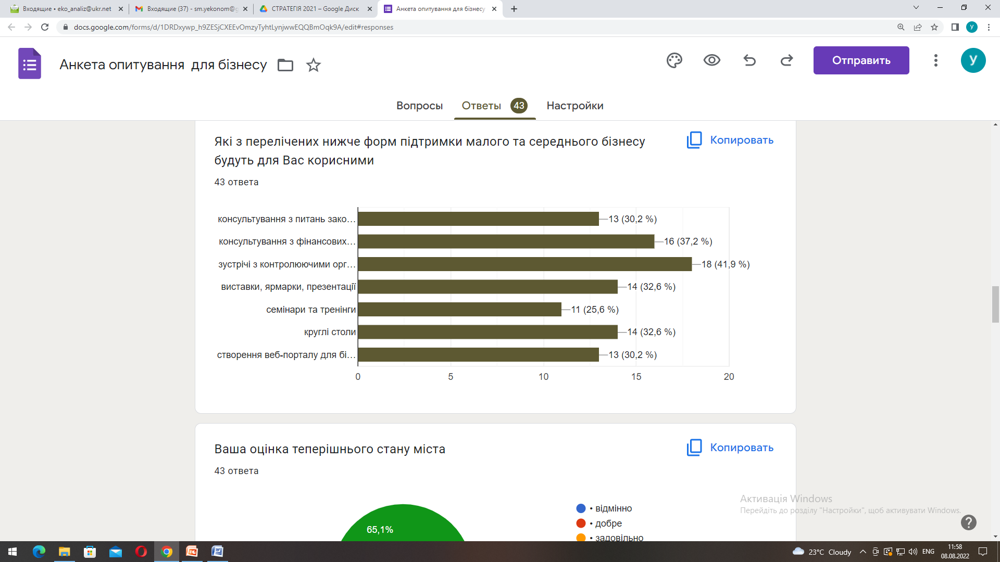 Входящие • eko_analiz@ukr.net
Входящие (37) - sm.yekonom@g
СТРАТЕГІЯ 2021 – Google Диск
Анкета опитування для бізнесу
docs.google.com/forms/d/1DRDxywp_h9ZESjCXEEvOmzyTyhtLynjwwEQQBmOqk9A/edit#responses
У
Анкета опитування для бізнесу
Отправить
У
Вопросы
Ответы 43
Настройки
Які з перелічених нижче форм підтримки малого та середнього бізнесу
будуть для Вас корисними
Копировать
43 ответа
консультування з питань зако… 13 (30,2 %)
консультування з фінансових… 16 (37,2 %)
зустрічі з контролюючими орг… 18 (41,9 %)
виставки, ярмарки, презентації 14 (32,6 %)
семінари та тренінги 11 (25,6 %)
круглі столи 14 (32,6 %)
створення веб-порталу для бі… 13 (30,2 %)
0 5 10 15 20
Ваша оцінка теперішнього стану міста
Копировать
43 ответа
65,1%
• відмінно
• добре
• задовільно
Активація Windows
Перейдіть до розділу "Настройки", щоб активувати Windows.
23°C Cloudy
ENG
11:58
08.08.2022